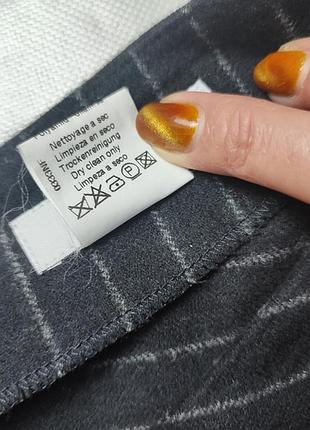 Nettoyage a sec
Limpieza en seco
Trockenreinigung
Dry clean only
Limpeza a seco
P